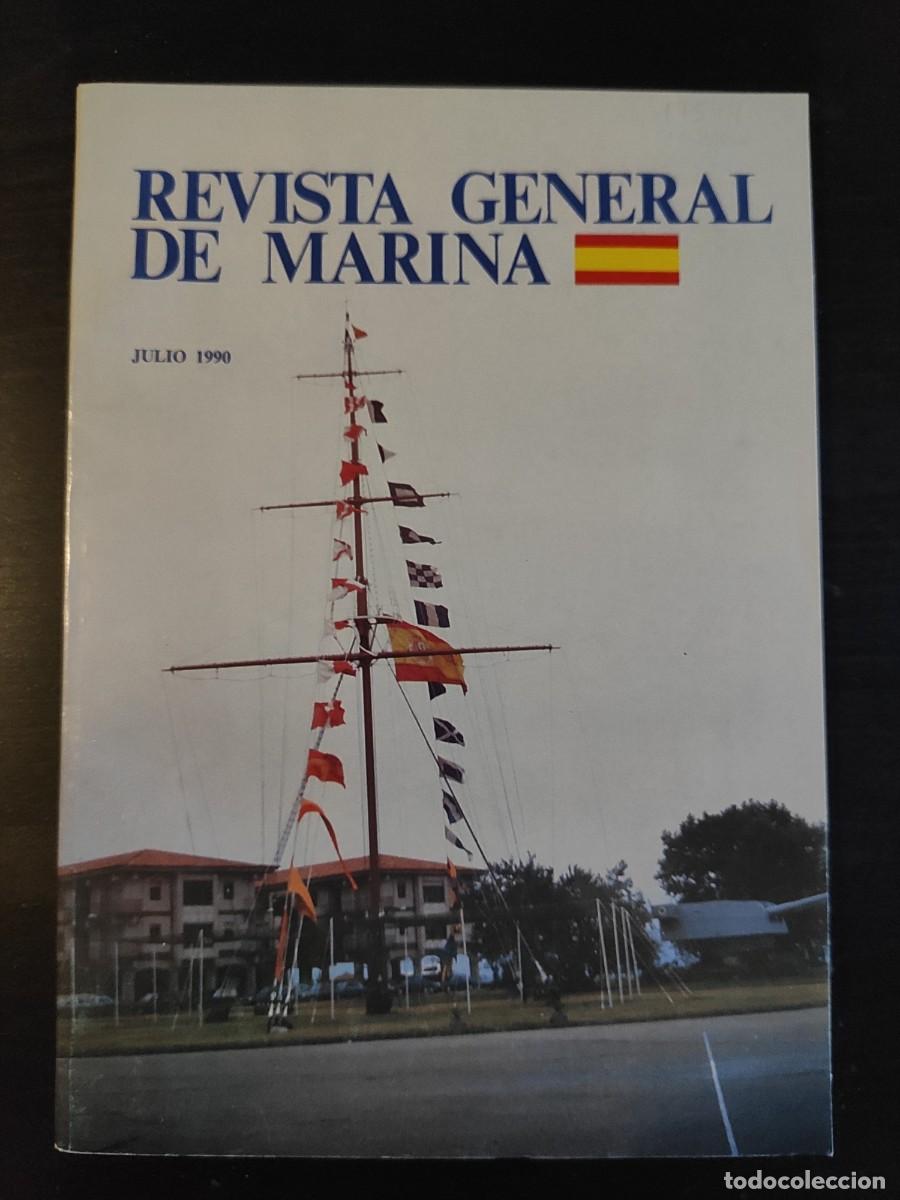 REVISTA GENERAL
DE MARINA
JULIO 1990
todocoleccion